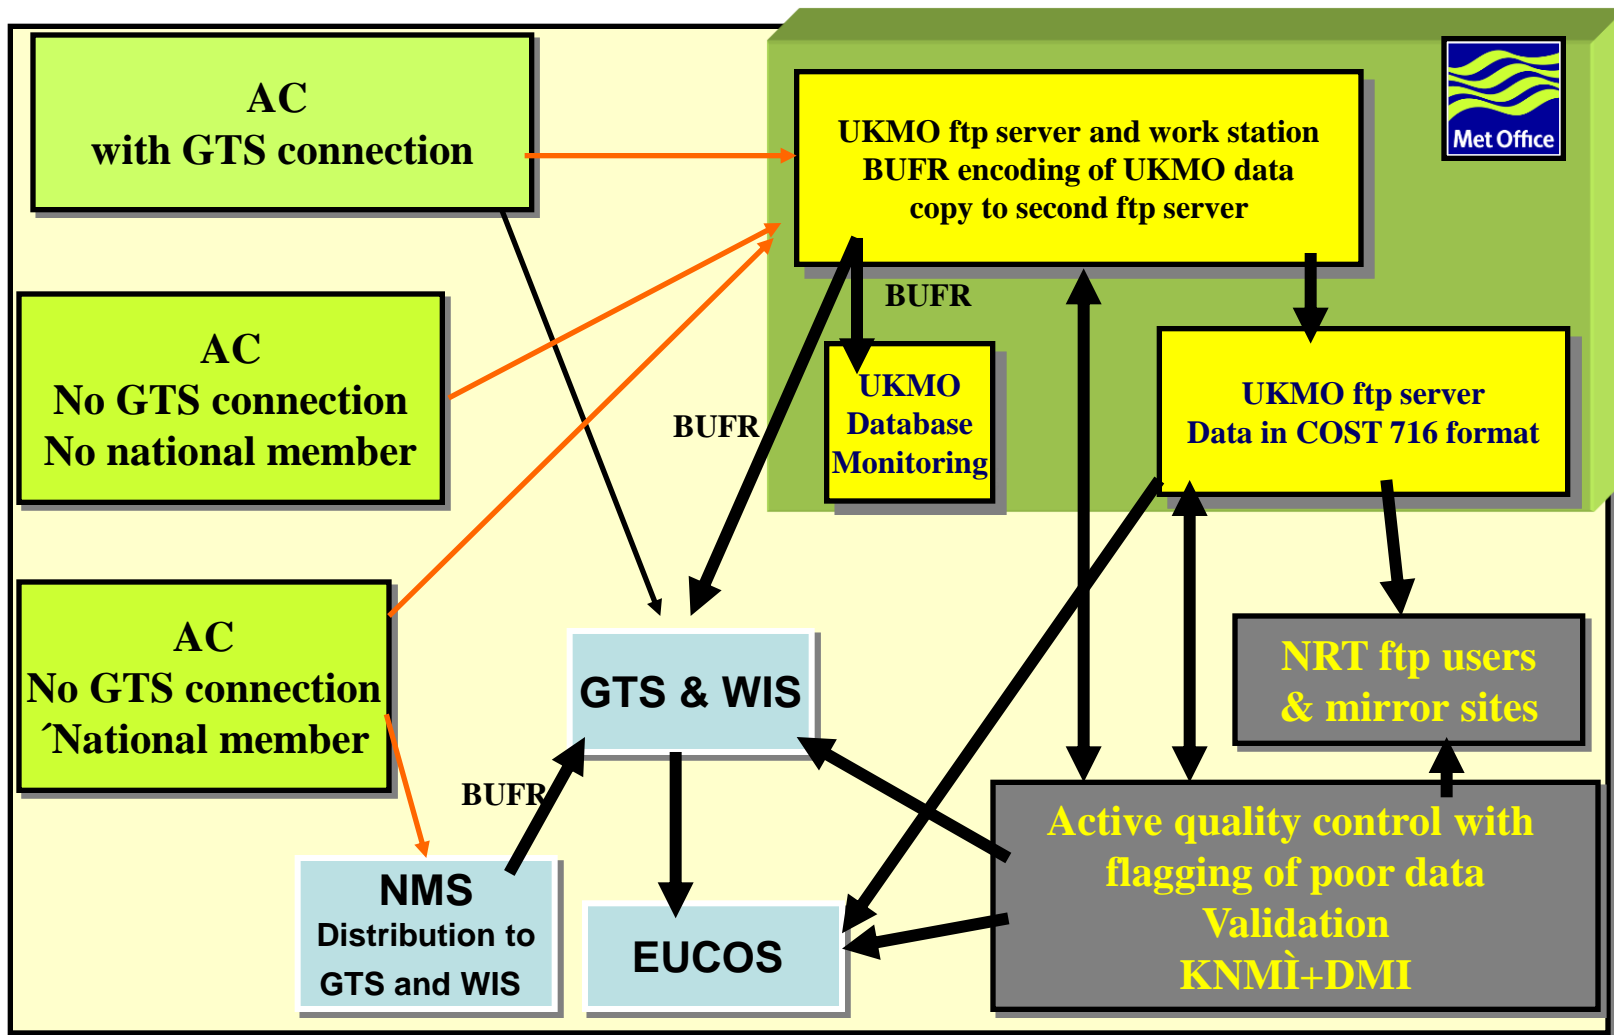 AC
with GTS connection
UKMO ftp server and work station
BUFR encoding of UKMO data
copy to second ftp server
Met Office
BUFR
AC
No GTS connection
No national member
UKMO
Database
Monitoring
BUFR
UKMO ftp server
Data in COST 716 format
AC
No GTS connection
´National member
GTS & WIS
NRT ftp users
& mirror sites
BUFR
NMS
Distribution to
GTS and WIS
EUCOS
Active quality control with
flagging of poor data
Validation
KNMÌ+DMI